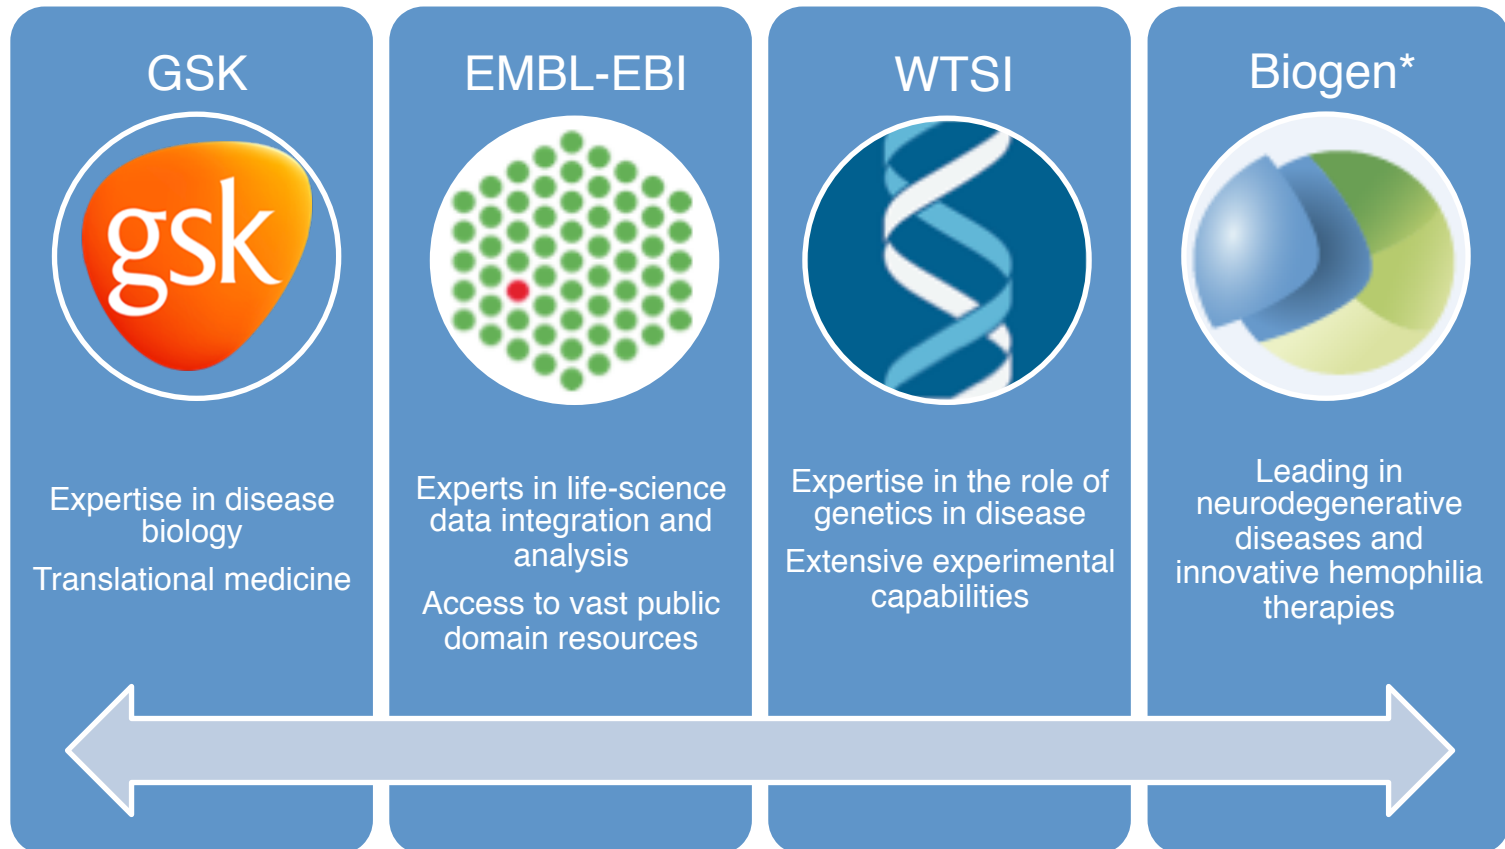 GSK
gsk
Expertise in disease
biology
Translational medicine
EMBL-EBI
Experts in life-science
data integration and
analysis
Access to vast public
domain resources
WTSI
Expertise in the role of
genetics in disease
Extensive experimental
capabilities
Biogen*
Leading in
neurodegenerative
diseases and
innovative hemophilia
therapies